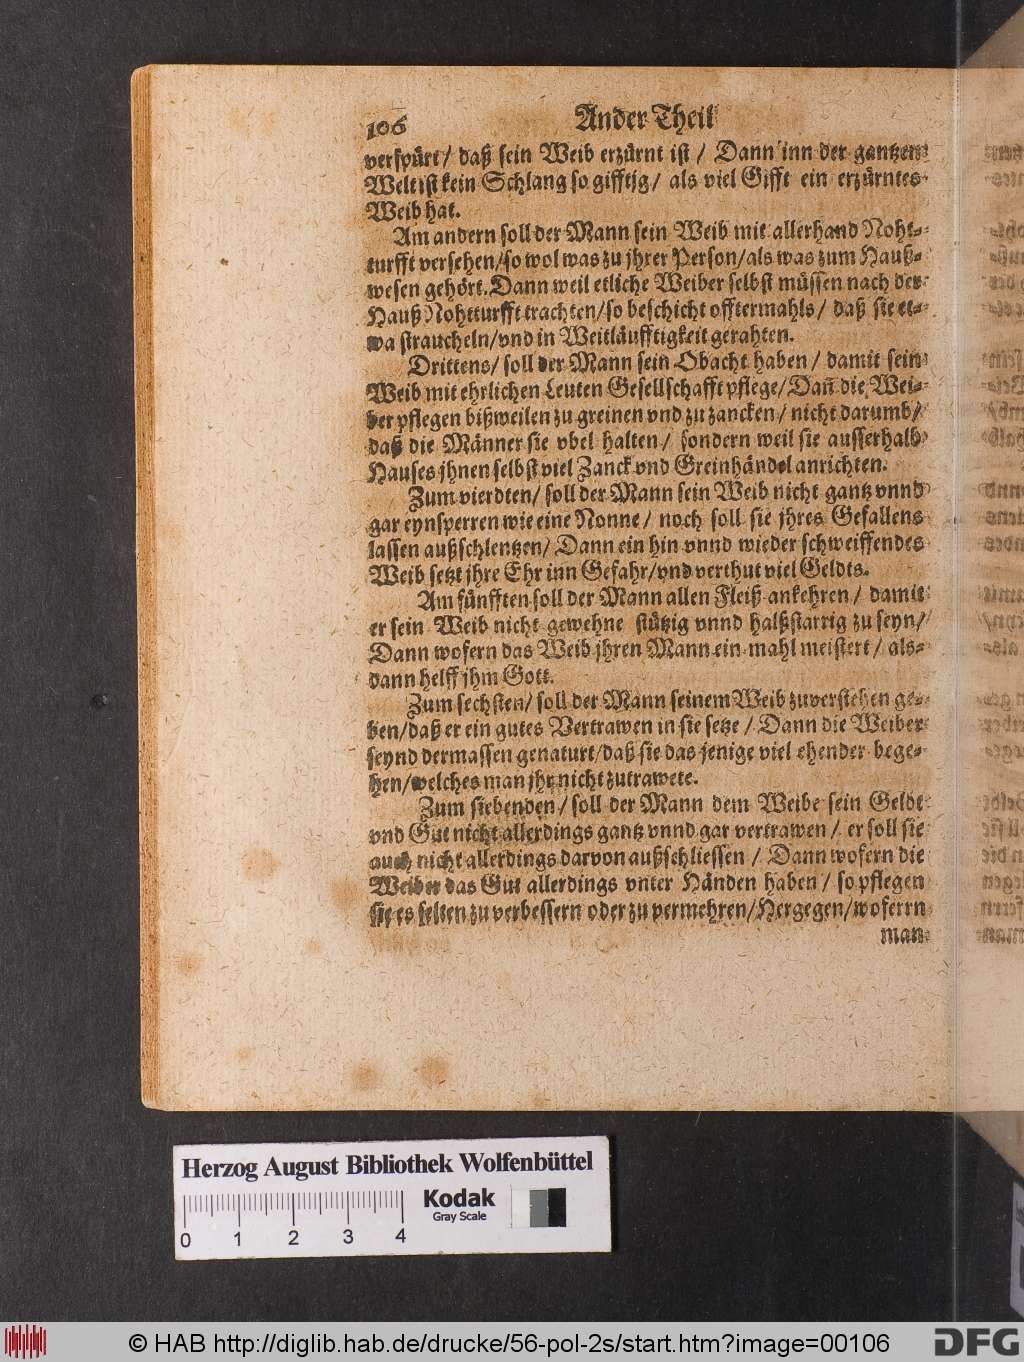 106 Ander Theil
verspürt / daß sein Weib erzürnt ist / Dann inn der gantzen
Welt ist kein Schlang so gifftig / als viel Gifft ein erzürntes
Weib hat.
Am andern soll der Mann sein Weib mit allerhand Noht-
turfft versehen / so wol was zu jhrer Person / als was zum Hauß-
wesen gehört. Dann weil etliche Weiber selbst müssen nach der
Hauß Nohtturfft trachten / so beschicht offtermahls / daß sie et-
wa straucheln / vnd in Weitläufftigkeit gerahten.
Drittens / soll der Mann sein Obacht haben / damit sein
Weib mit ehrlichen Leuten Gesellschafft pflege / Dañ die Wei-
ber pflegen bißweilen zu greinen vnd zu zancken / nicht darumb /
daß die Männer sie vbel halten / sondern weil sie ausserhalb
Hauses jhnen selbst viel Zanck vnd Greinhändel anrichten.
Zum vierdten / soll der Mann sein Weib nicht gantz vnnd
gar eynsperren wie eine Nonne / noch soll sie jhres Gefallens
lassen außschlentzen / Dann ein hin vnnd wieder schweiffendes
Weib setzt jhre Ehr inn Gefahr / vnd verthut viel Geldts.
Am fünfften soll der Mann allen Fleiß ankehren / damit
er sein Weib nicht gewehne stützig vnnd halßstarrig zu seyn /
Dann wofern das Weib jhren Mann ein mahl meistert / als-
dann helff jhm Gott.
Zum sechsten / soll der Mann seinem Weib zuverstehen ge-
ben / daß er ein gutes Vertrawen in sie setze / Dann die Weiber
seynd dermassen genaturt / daß sie das jenige viel ehender bege-
hen / welches man jhr nicht zutrawete.
Zum siebenden / soll der Mann dem Weibe sein Geldt
vnd Gut nicht allerdings gantz vnnd gar vertrawen / er soll sie
auch nicht allerdings darvon außschliessen / Dann wofern die
Weiber das Gut allerdings vnter Händen haben / so pflegen
sie es selten zu verbessern oder zu vermehren / Hergegen / woferrn
man
Herzog August Bibliothek Wolfenbüttel
Kodak
Gray Scale
0 1 2 3 4
© HAB http://diglib.hab.de/drucke/56-pol-2s/start.htm?image=00106
DFG